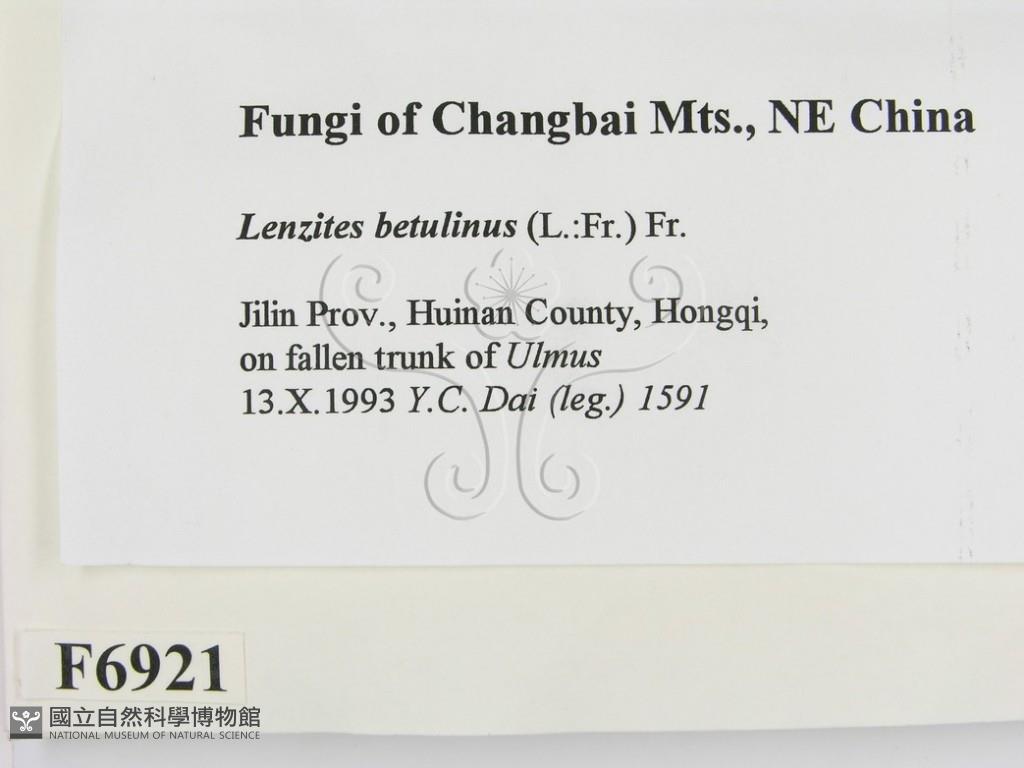 Fungi of Changbai Mts., NE China
Lenzites betulinus (L.:Fr.) Fr.
Jilin Prov., Huinan County, Hongqi,
on fallen trunk of Ulmus
13.X.1993 Y.C. Dai (leg.) 1591
F6921
國立自然科學博物館
NATIONAL MUSEUM OF NATURAL SCIENCE